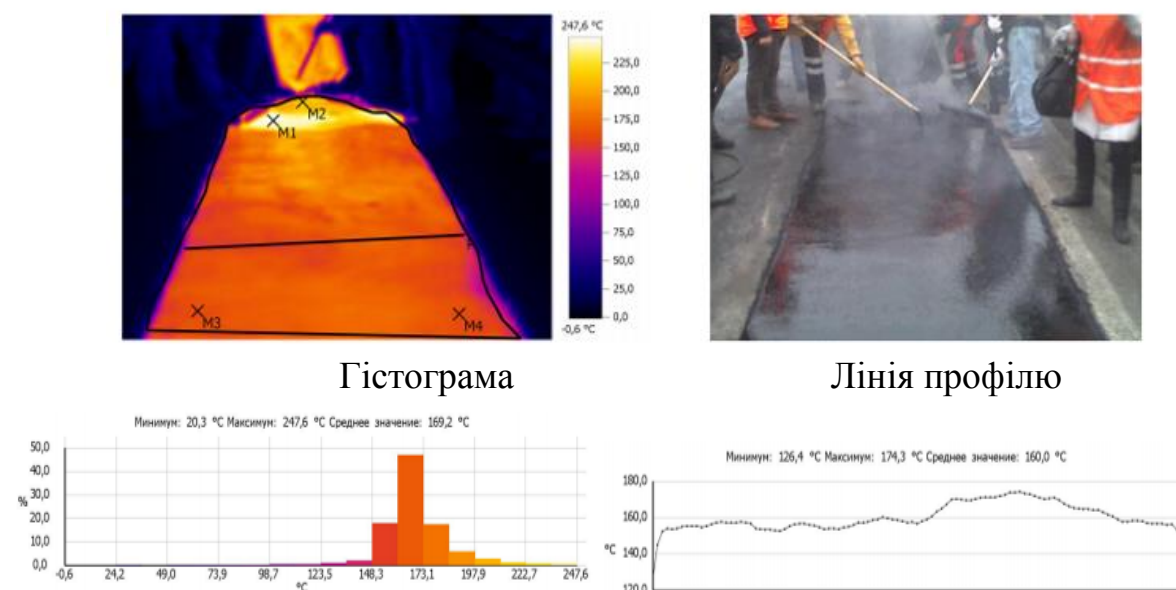 247,6 °C
225,0
200,0
175,0
150,0
125,0
100,0
75,0
50,0
25,0
0,0
-0,6 °C
M1
M2
M3
M4
Гістограма
Лінія профілю
Минимум: 20,3 °C Максимум: 247,6 °C Среднее значение: 169,2 °C
50,0
40,0
30,0
20,0
10,0
0,0
%
-0,6 24,2 49,0 73,9 98,7 123,5 148,3 173,1 197,9 222,7 247,6
°C
Минимум: 126,4 °C Максимум: 174,3 °C Среднее значение: 160,0 °C
180,0
160,0
°C 140,0
120,0